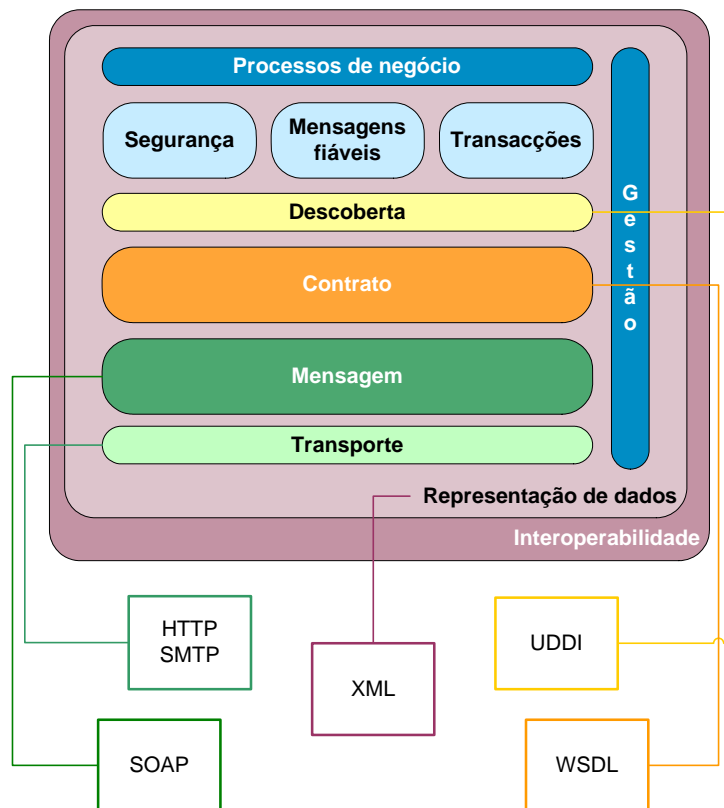 Processos de negócio
Segurança
Mensagens
fiáveis
Transacções
Gestão
Descoberta
Contrato
Mensagem
Transporte
Representação de dados
Interoperabilidade
HTTP
SMTP
XML
UDDI
SOAP
WSDL